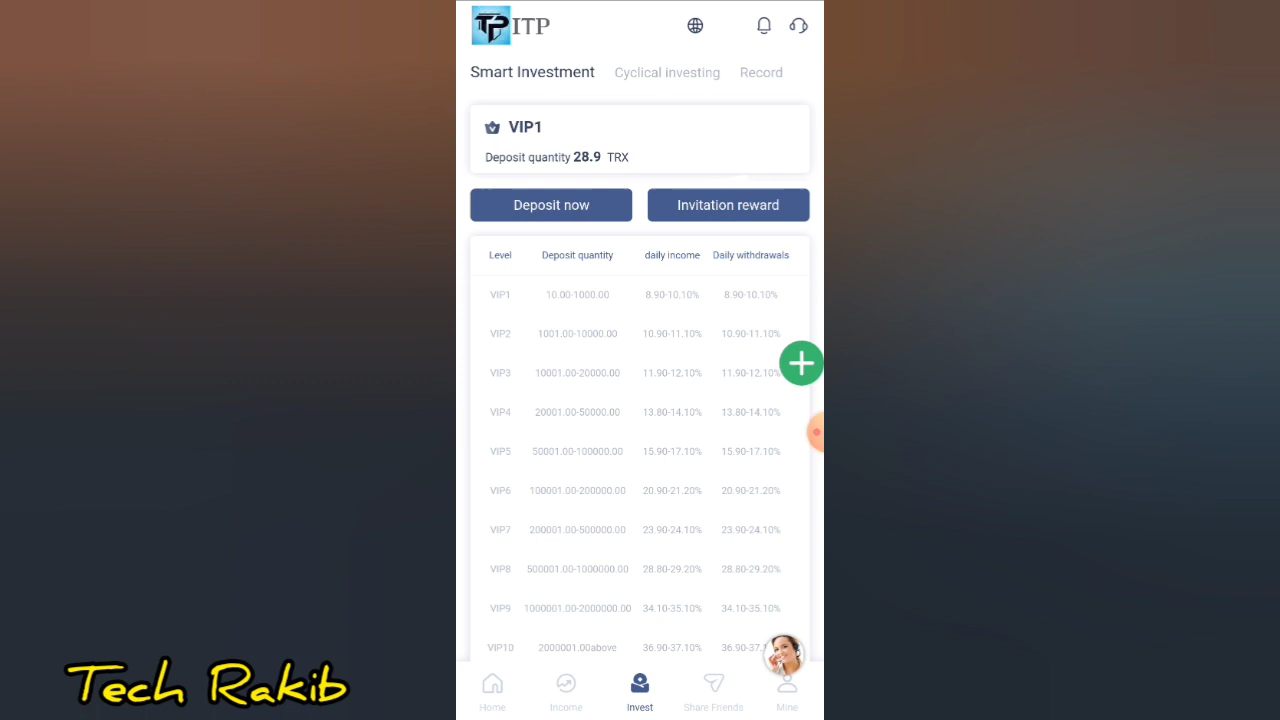 ITP
Smart Investment Cyclical investing Record
VIP1
Deposit quantity 28.9 TRX
Deposit now Invitation reward
Level Deposit quantity daily income Daily withdrawals
VIP1 10.00-1000.00 8.90-10.10% 8.90-10.10%
VIP2 1001.00-10000.00 10.90-11.10% 10.90-11.10%
VIP3 10001.00-20000.00 11.90-12.10% 11.90-12.10%
VIP4 20001.00-50000.00 13.80-14.10% 13.80-14.10%
VIP5 50001.00-100000.00 15.90-17.10% 15.90-17.10%
VIP6 100001.00-200000.00 20.90-21.20% 20.90-21.20%
VIP7 200001.00-500000.00 23.90-24.10% 23.90-24.10%
VIP8 500001.00-1000000.00 28.80-29.20% 28.80-29.20%
VIP9 1000001.00-2000000.00 34.10-35.10% 34.10-35.10%
VIP10 2000001.00above 36.90-37.10% 36.90-37.
Home Income Invest Share Friends Mine
Tech Rakib